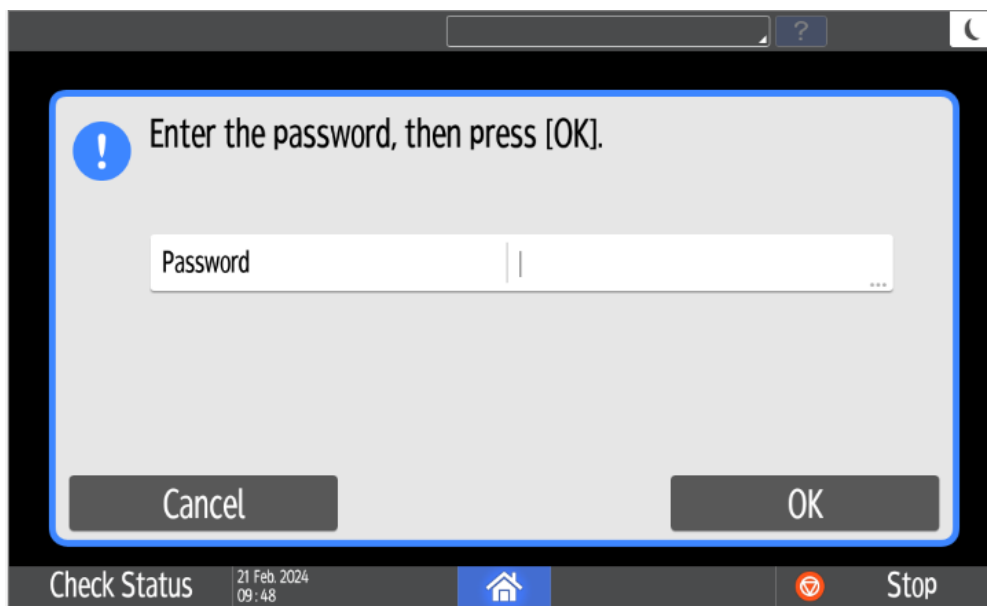 ?
Enter the password, then press [OK].
Password
...
Cancel
OK
Check Status
21 Feb. 2024
09:48
Stop